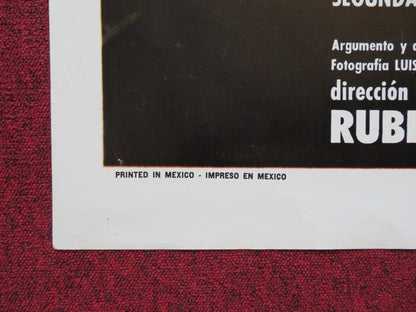 SEGUNDA
Argumento y
Fotografía LUIS
dirección
RUBE
PRINTED IN MEXICO - IMPRESO EN MEXICO